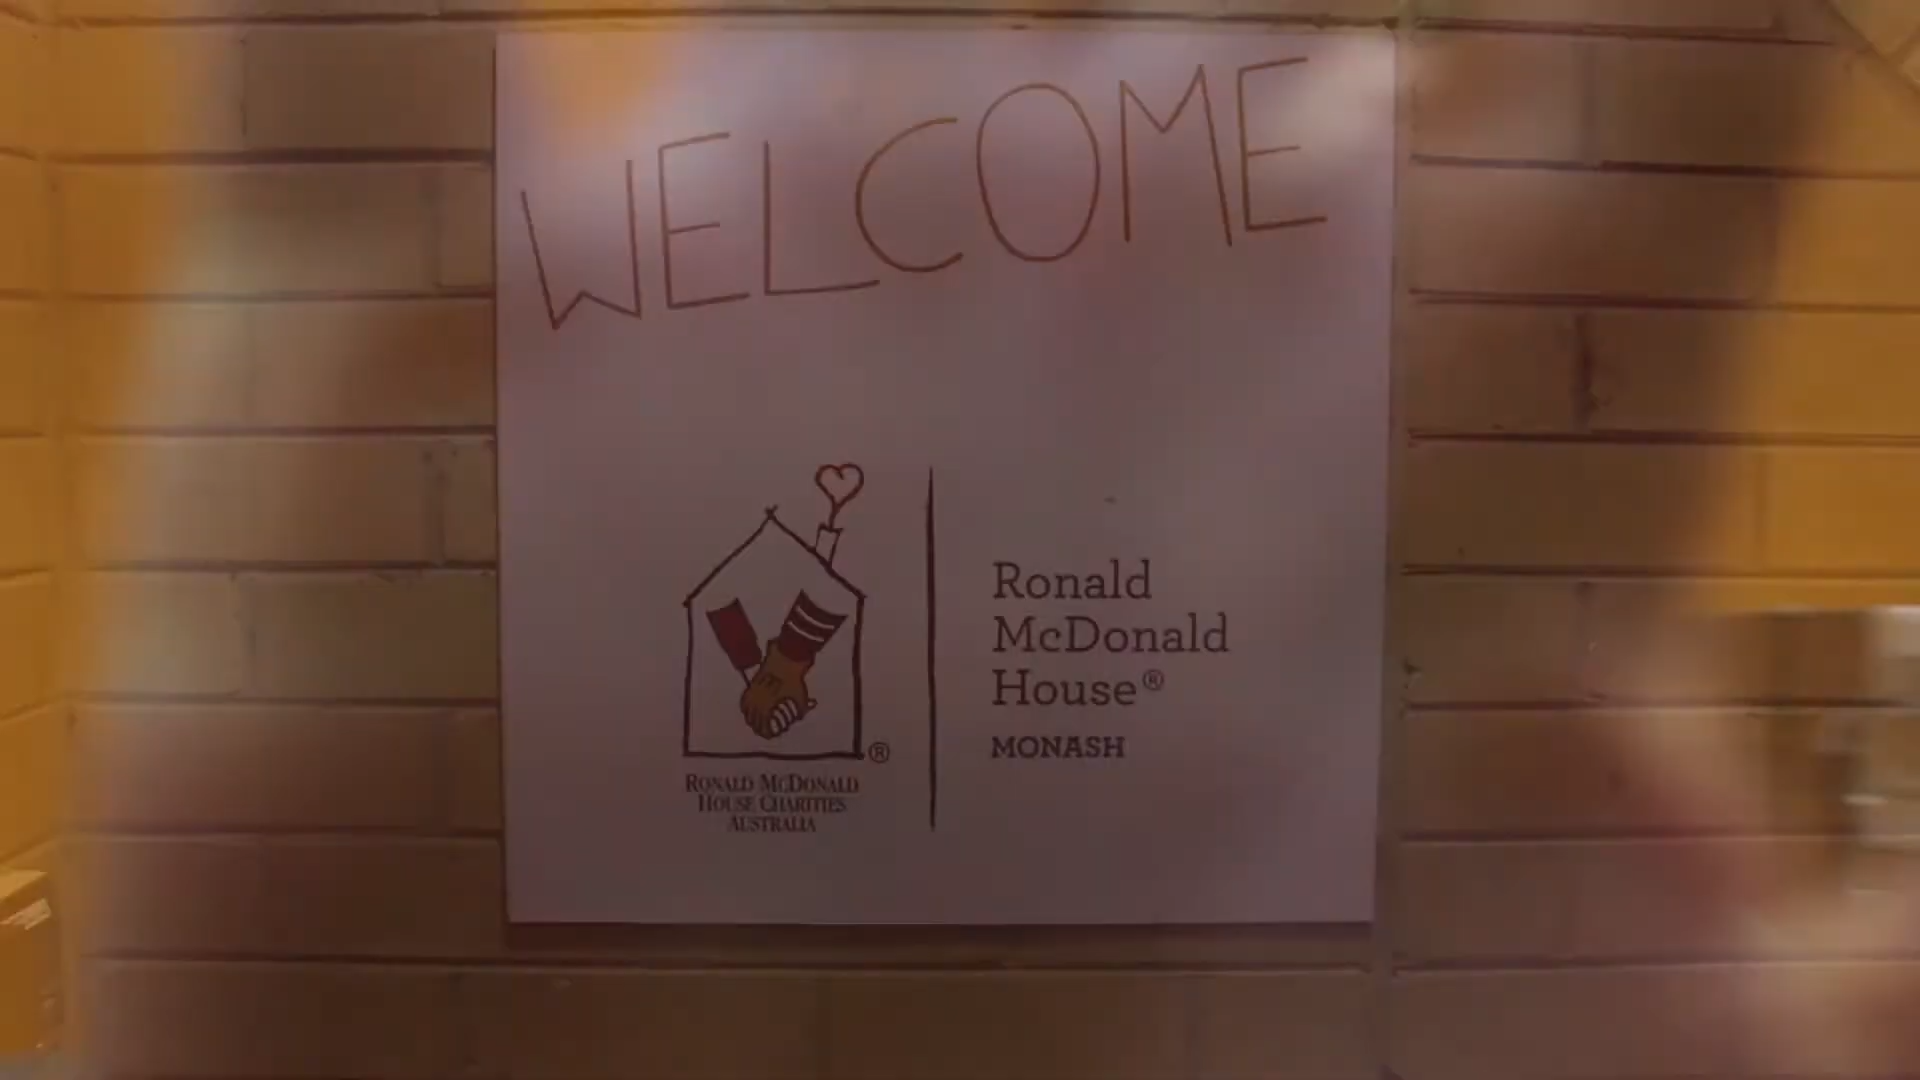 WELCOME
Ronald
McDonald
House®
MONASH
®
RONALD MCDONALD
HOUSE CHARITIES
AUSTRALIA